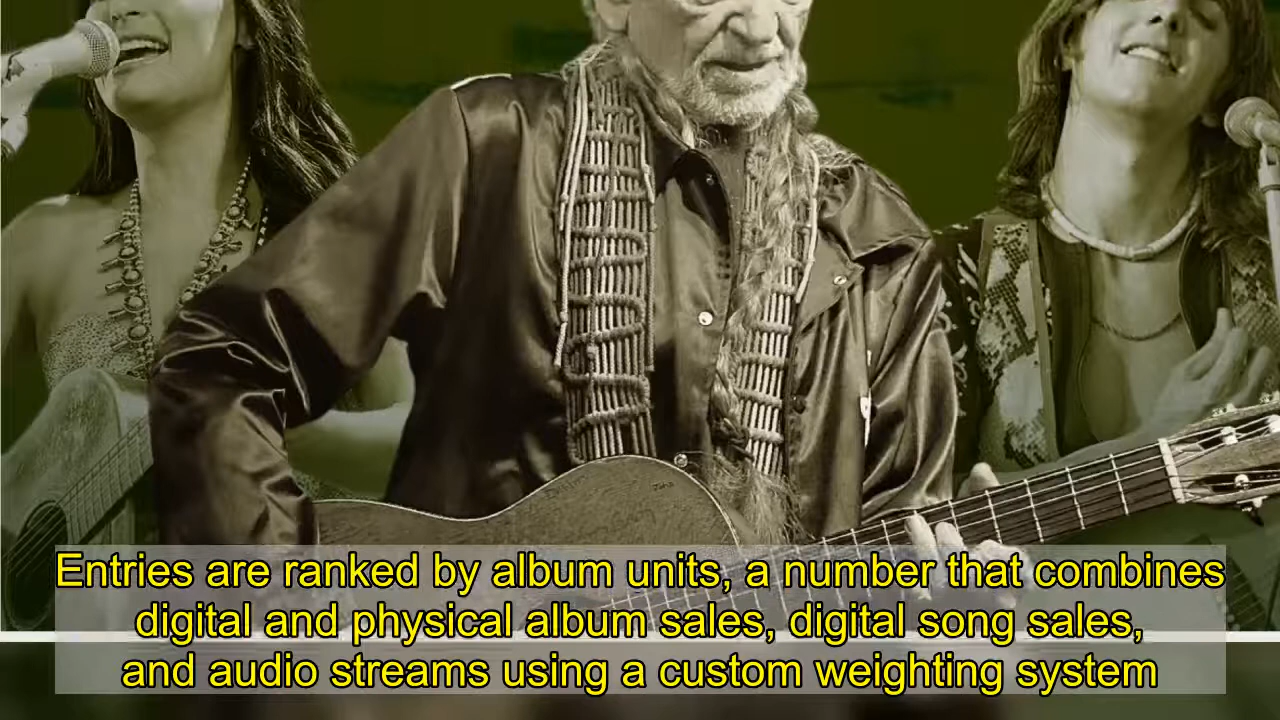 Entries are ranked by album units, a number that combines
digital and physical album sales, digital song sales,
and audio streams using a custom weighting system